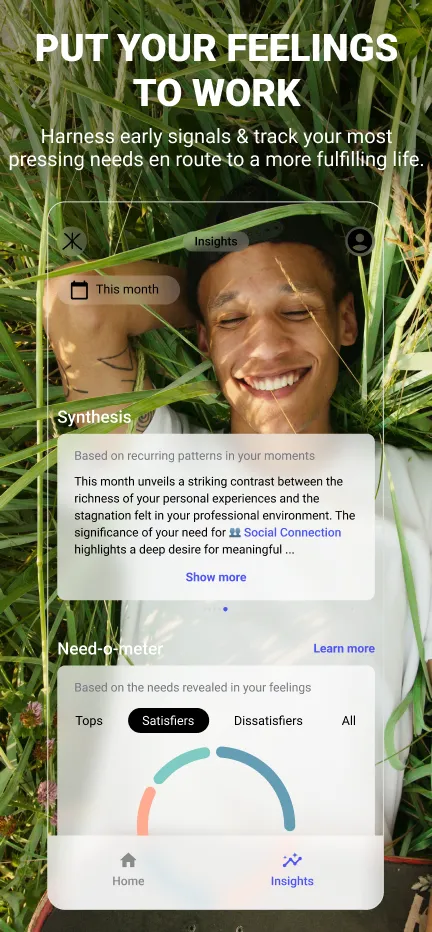 PUT YOUR FEELINGS
TO WORK
Harness early signals & track your most
pressing needs en route to a more fulfilling life.
Insights
This month
Synthesis
Based on recurring patterns in your moments
This month unveils a striking contrast between the
richness of your personal experiences and the
stagnation felt in your professional environment. The
significance of your need for 👥 Social Connection
highlights a deep desire for meaningful ...
Show more
Need-o-meter
Learn more
Based on the needs revealed in your feelings
Tops
Satisfiers
Dissatisfiers
All
Home
Insights